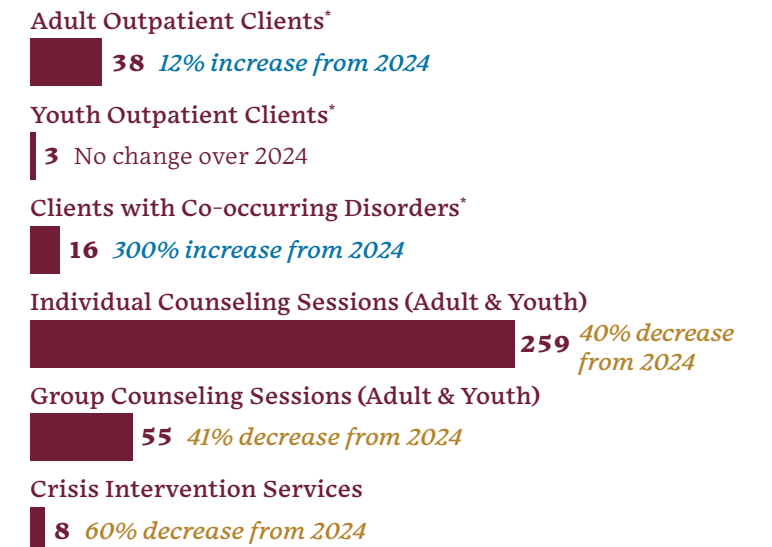 Adult Outpatient Clients*
38 12% increase from 2024
Youth Outpatient Clients*
3 No change over 2024
Clients with Co-occurring Disorders*
16 300% increase from 2024
Individual Counseling Sessions (Adult & Youth)
259 40% decrease
from 2024
Group Counseling Sessions (Adult & Youth)
55 41% decrease from 2024
Crisis Intervention Services
8 60% decrease from 2024